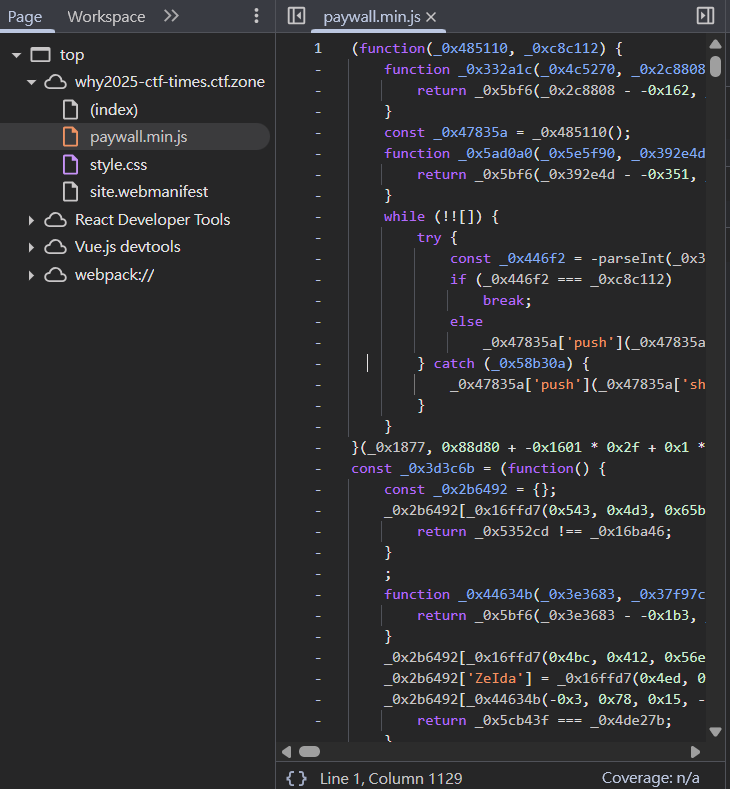 Page Workspace
paywall.min.js
top
why2025-ctf-times.ctf.zone
(index)
paywall.min.js
style.css
site.webmanifest
React Developer Tools
Vue.js devtools
webpack://
1 (function(_0x485110, _0xc8c112) {
- function _0x332a1c(_0x4c5270, _0x2c8808
- return _0x5bf6(_0x2c8808 - -0x162, _
- }
- const _0x47835a = _0x485110();
- function _0x5ad0a0(_0x5e5f90, _0x392e4d
- return _0x5bf6(_0x392e4d - -0x351, _
- }
- while (!![]) {
- try {
- const _0x446f2 = -parseInt(_0x3
- if (_0x446f2 === _0xc8c112)
- break;
- else
- _0x47835a['push'](_0x47835a
- } catch (_0x58b30a) {
- _0x47835a['push'](_0x47835a['sh
- }
- }
- }(_0x1877, 0x88d80 + -0x1601 * 0x2f + 0x1 *
- const _0x3d3c6b = (function() {
- const _0x2b6492 = {};
- _0x2b6492[_0x16ffd7(0x543, 0x4d3, 0x65b
- return _0x5352cd !== _0x16ba46;
- }
- ;
- function _0x44634b(_0x3e3683, _0x37f97c
- return _0x5bf6(_0x3e3683 - -0x1b3, _
- }
- _0x2b6492[_0x16ffd7(0x4bc, 0x412, 0x56e
- _0x2b6492['ZeIda'] = _0x16ffd7(0x4ed, 0
- _0x2b6492[_0x44634b(-0x3, 0x78, 0x15, -
- return _0x5cb43f === _0x4de27b;
- }
{ } Line 1, Column 1129 Coverage: n/a